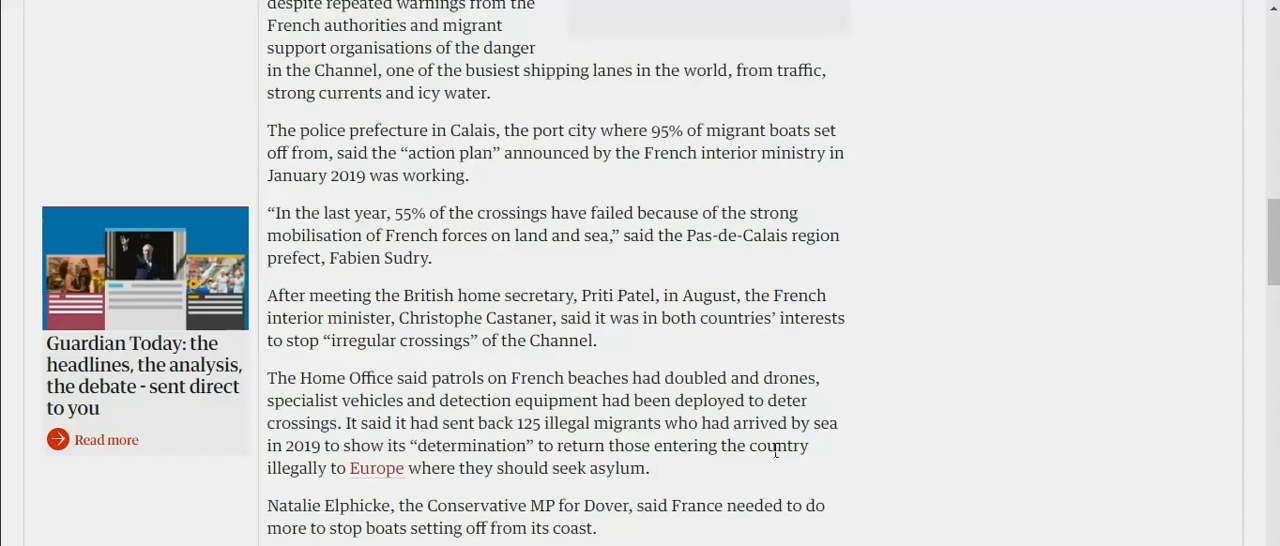 despite repeated warnings from the
French authorities and migrant
support organisations of the danger
in the Channel, one of the busiest shipping lanes in the world, from traffic,
strong currents and icy water.
The police prefecture in Calais, the port city where 95% of migrant boats set
off from, said the “action plan” announced by the French interior ministry in
January 2019 was working.
“In the last year, 55% of the crossings have failed because of the strong
mobilisation of French forces on land and sea,” said the Pas-de-Calais region
prefect, Fabien Sudry.
After meeting the British home secretary, Priti Patel, in August, the French
interior minister, Christophe Castaner, said it was in both countries’ interests
to stop “irregular crossings” of the Channel.
The Home Office said patrols on French beaches had doubled and drones,
specialist vehicles and detection equipment had been deployed to deter
crossings. It said it had sent back 125 illegal migrants who had arrived by sea
in 2019 to show its “determination” to return those entering the country
illegally to Europe where they should seek asylum.
Natalie Elphicke, the Conservative MP for Dover, said France needed to do
more to stop boats setting off from its coast.
Guardian Today: the
headlines, the analysis,
the debate - sent direct
to you
Read more